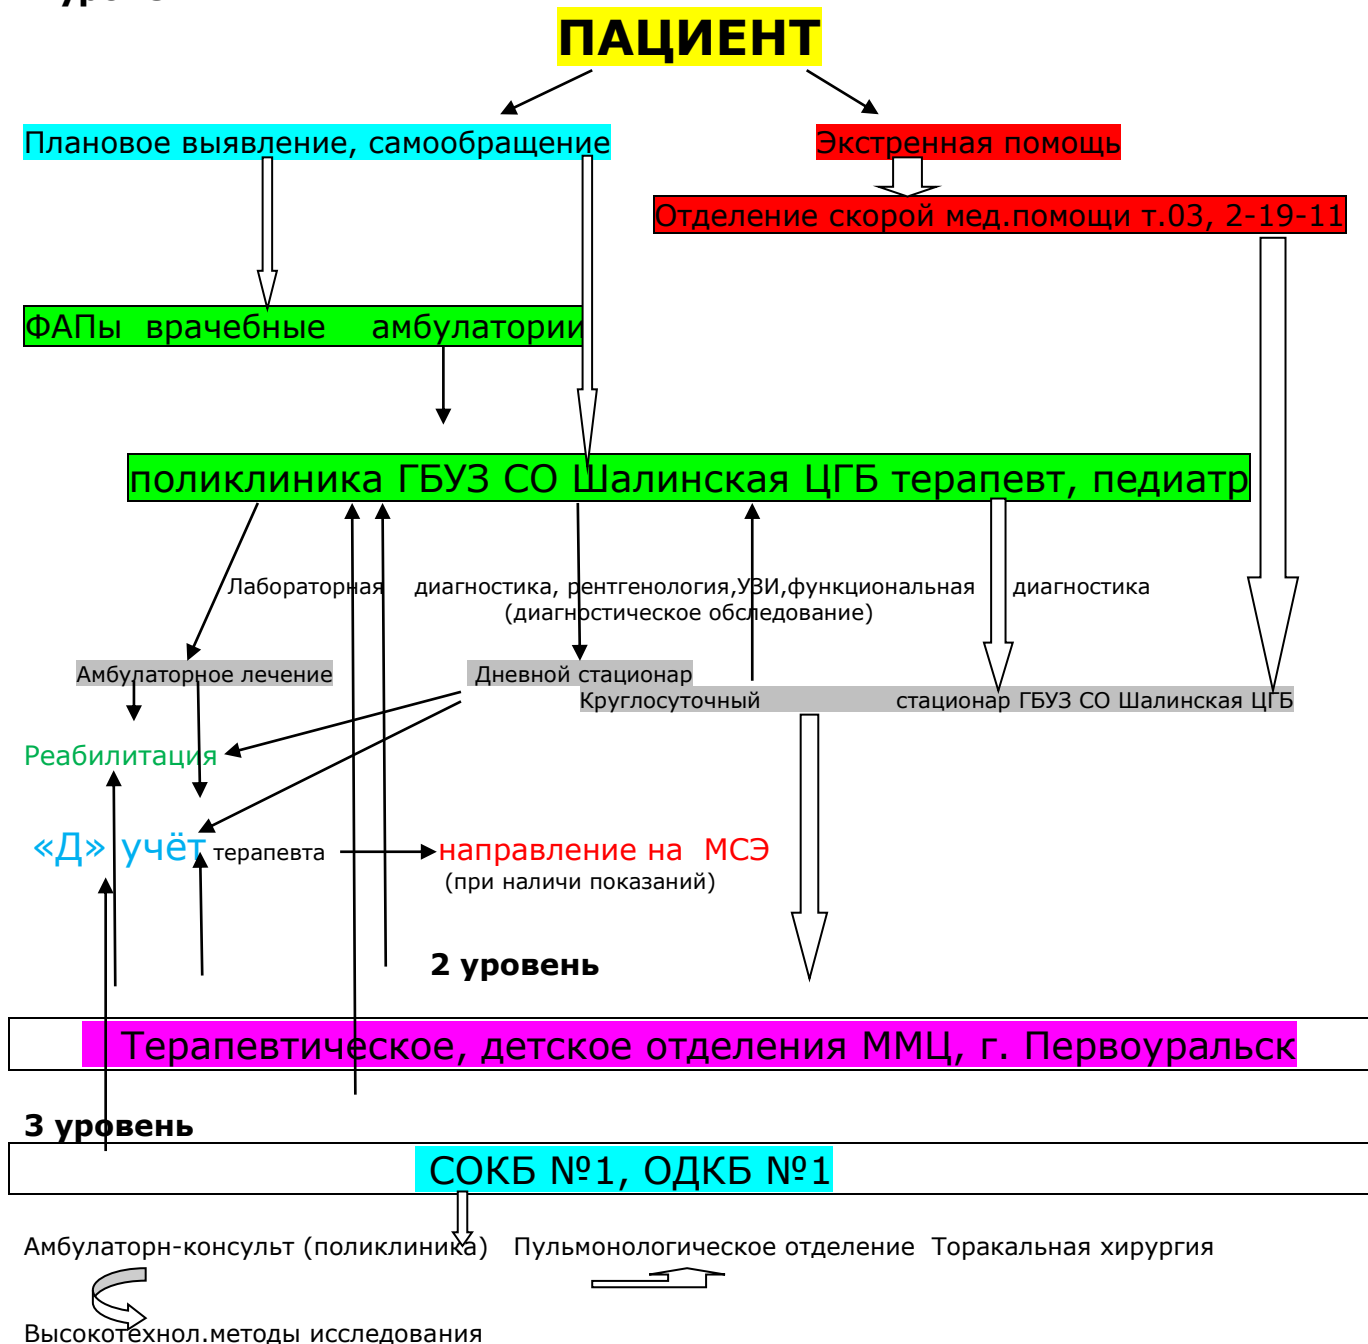 ПАЦИЕНТ
Плановое выявление, самообращение
Экстренная помощь
Отделение скорой мед.помощи т.03, 2-19-11
ФАПы врачебные амбулатории
поликлиника ГБУЗ СО Шалинская ЦГБ терапевт, педиатр
Лабораторная диагностика, рентгенология,УЗИ,функциональная диагностика
(диагностическое обследование)
Амбулаторное лечение
Дневной стационар
Круглосуточный стационар ГБУЗ СО Шалинская ЦГБ
Реабилитация
«Д» учёт терапевта
направление на МСЭ
(при наличи показаний)
2 уровень
Терапевтическое, детское отделения ММЦ, г. Первоуральск
3 уровень
СОКБ №1, ОДКБ №1
Амбулаторн-консульт (поликлиника) Пульмонологическое отделение Торакальная хирургия
Высокотехнол.методы исследования